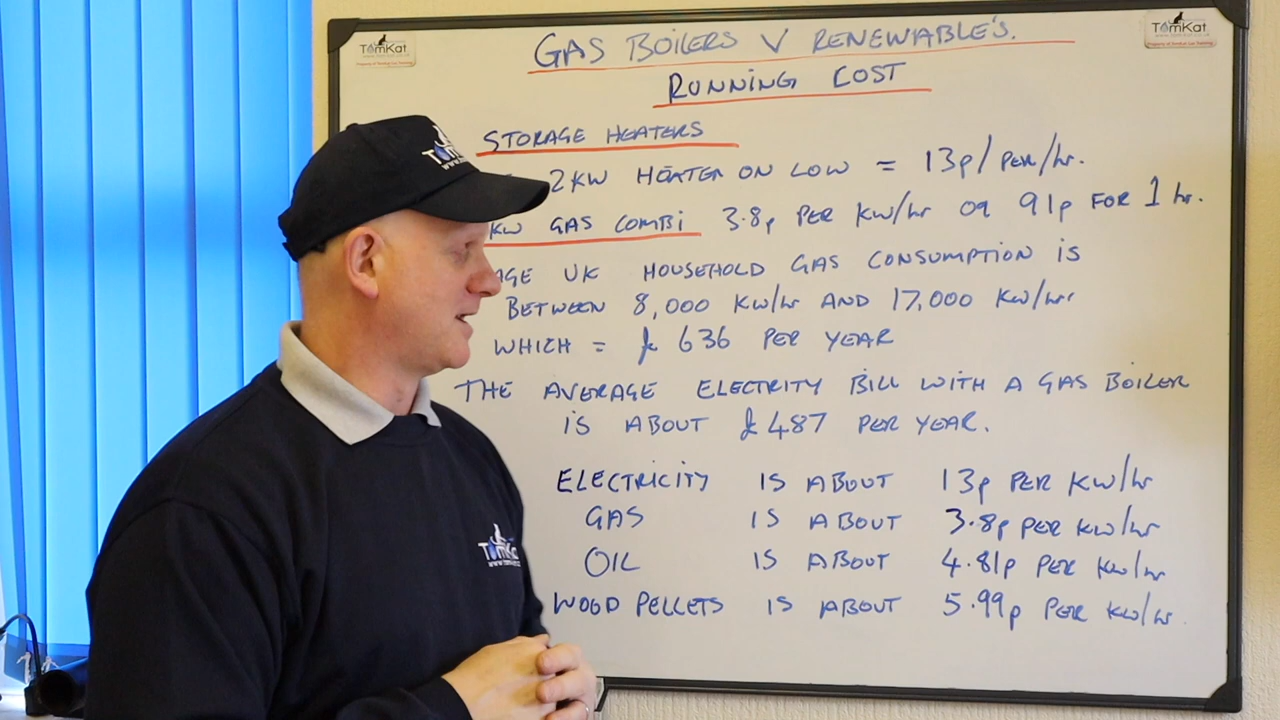 GAS BOILERS V RENEWABLE'S.
RUNNING COST
STORAGE HEATERS
2KW HEATER ON LOW = 13p/PER/hr.
KW GAS COMBI 3.8p PER KW/hr OR 91p FOR 1 hr.
AGE UK HOUSEHOLD GAS CONSUMPTION IS
BETWEEN 8,000 KW/hr AND 17,000 KW/hr
WHICH = £636 PER YEAR
THE AVERAGE ELECTRITY BILL WITH A GAS BOILER
IS ABOUT £487 PER YEAR.
ELECTRICITY IS ABOUT 13p PER KW/hr
GAS IS ABOUT 3.8p PER KW/hr
OIL IS ABOUT 4.81p PER KW/hr
WOOD PELLETS IS ABOUT 5.99p PER KW/hr
TomKat
TomKat
TomKat